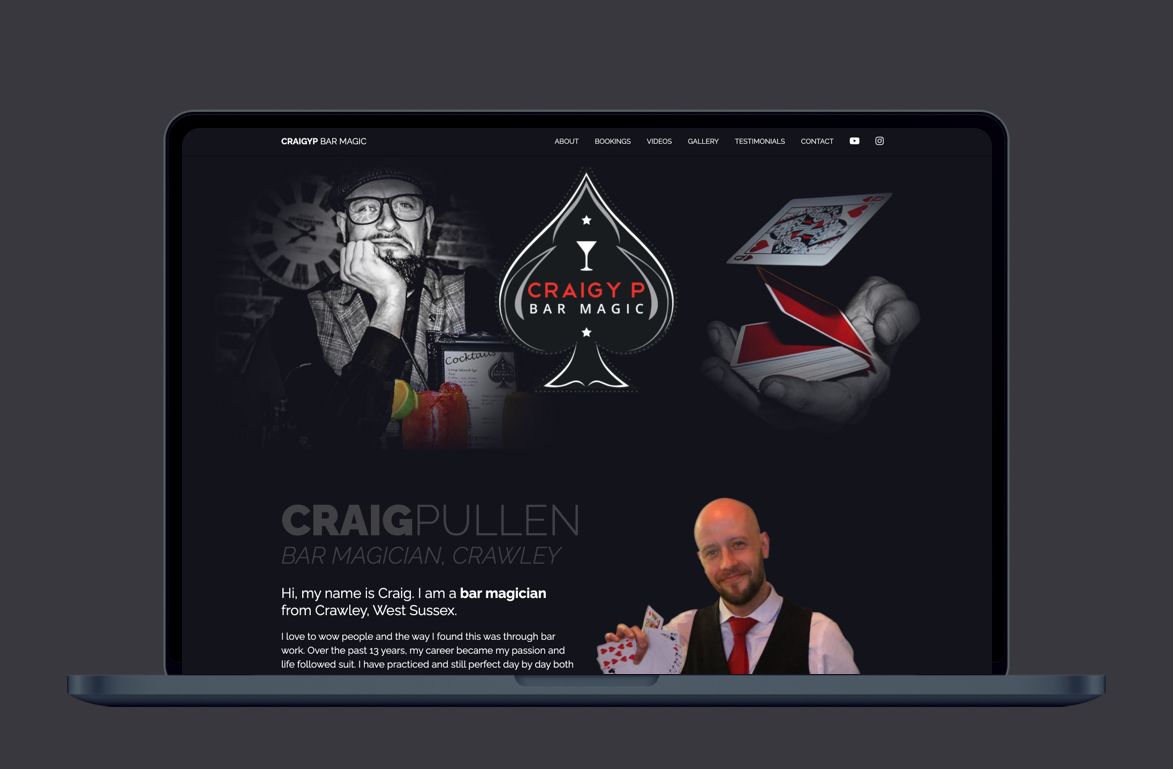 CRAIGYP BAR MAGIC
ABOUT BOOKINGS VIDEOS GALLERY TESTIMONIALS CONTACT
Cocktails
CRAIGY P
BAR MAGIC
CRAIGPULLEN
BAR MAGICIAN, CRAWLEY
Hi, my name is Craig. I am a bar magician
from Crawley, West Sussex.
I love to wow people and the way I found this was through bar
work. Over the past 13 years, my career became my passion and
life followed suit. I have practiced and still perfect day by day both